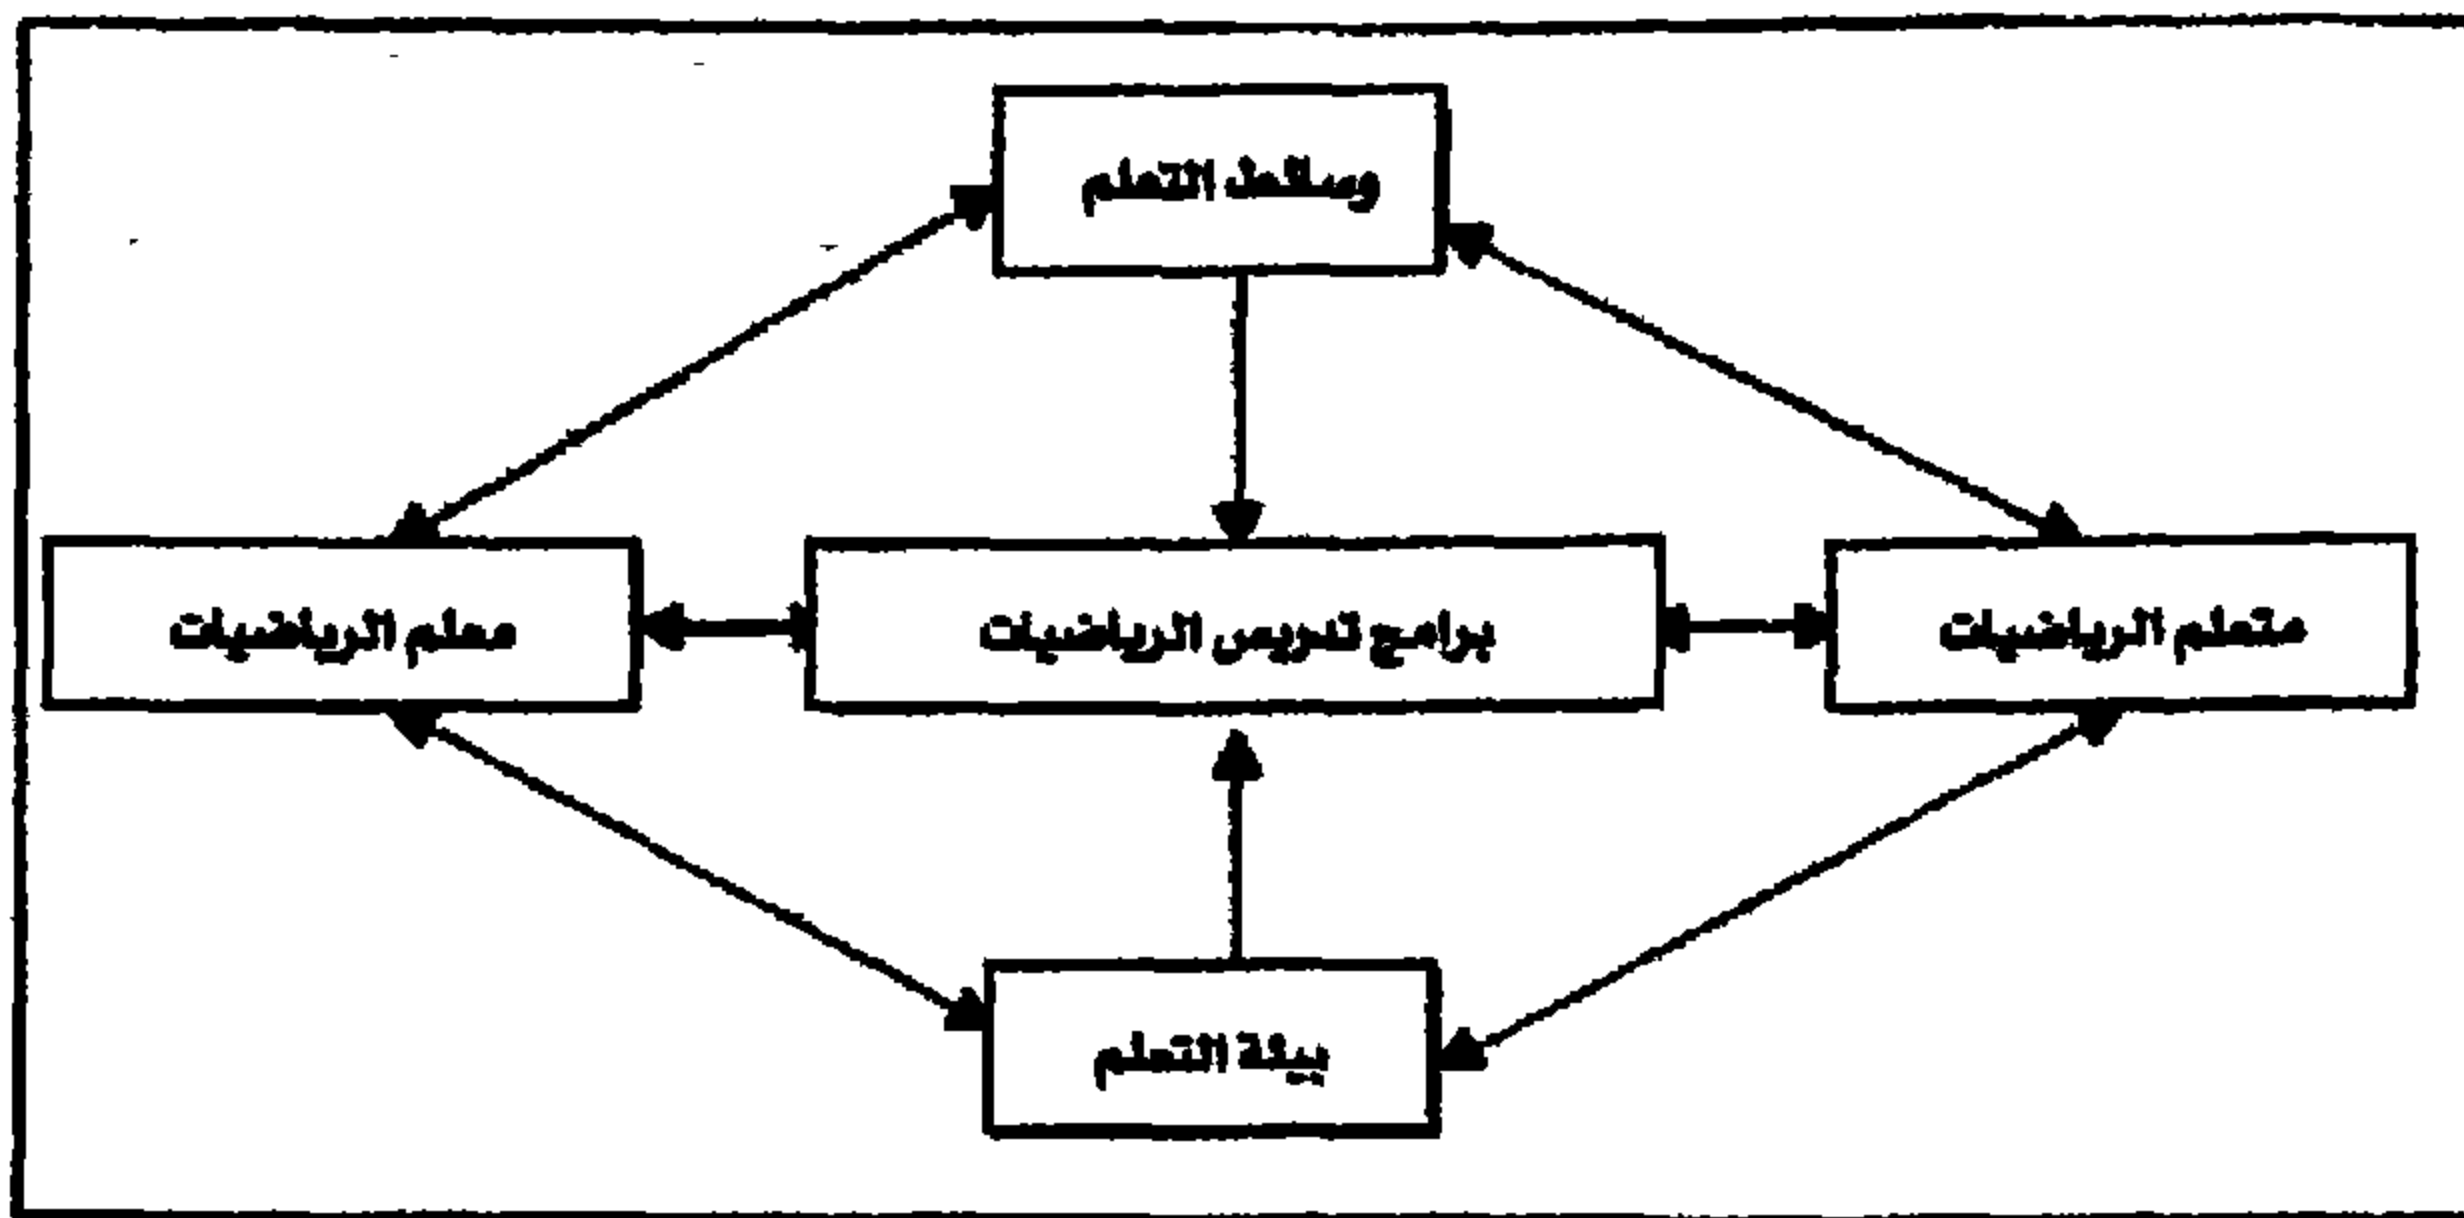 وسائط التعلم
متعلم الرياضيات
برامج تدريس الرياضيات
معلم الرياضيات
بيئة التعلم